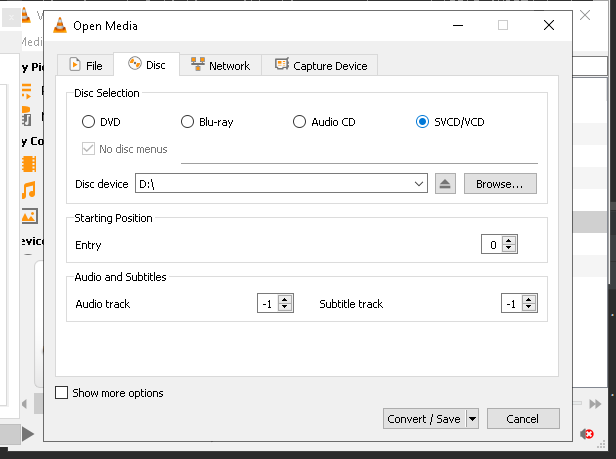 Open Media
File Disc Network Capture Device
Disc Selection
DVD Blu-ray Audio CD SVCD/VCD
No disc menus
Disc device D:\ Browse...
Starting Position
Entry 0
Audio and Subtitles
Audio track -1 Subtitle track -1
Show more options
Convert / Save Cancel